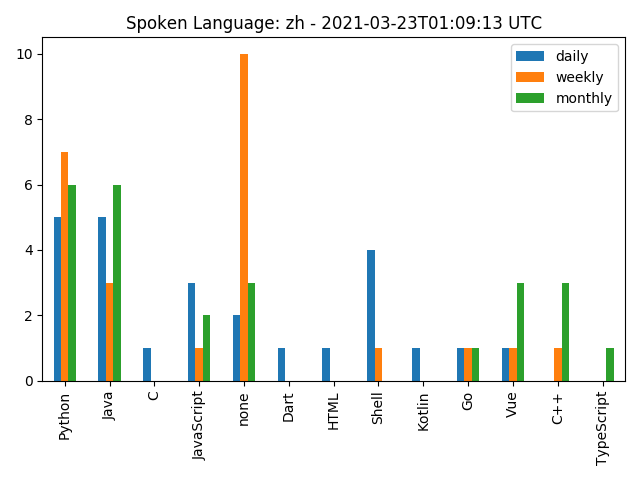 Spoken Language: zh - 2021-03-23T01:09:13 UTC
daily
weekly
monthly
10
8
6
4
2
0
Python
Java
C
JavaScript
none
Dart
HTML
Shell
Kotlin
Go
Vue
C++
TypeScript